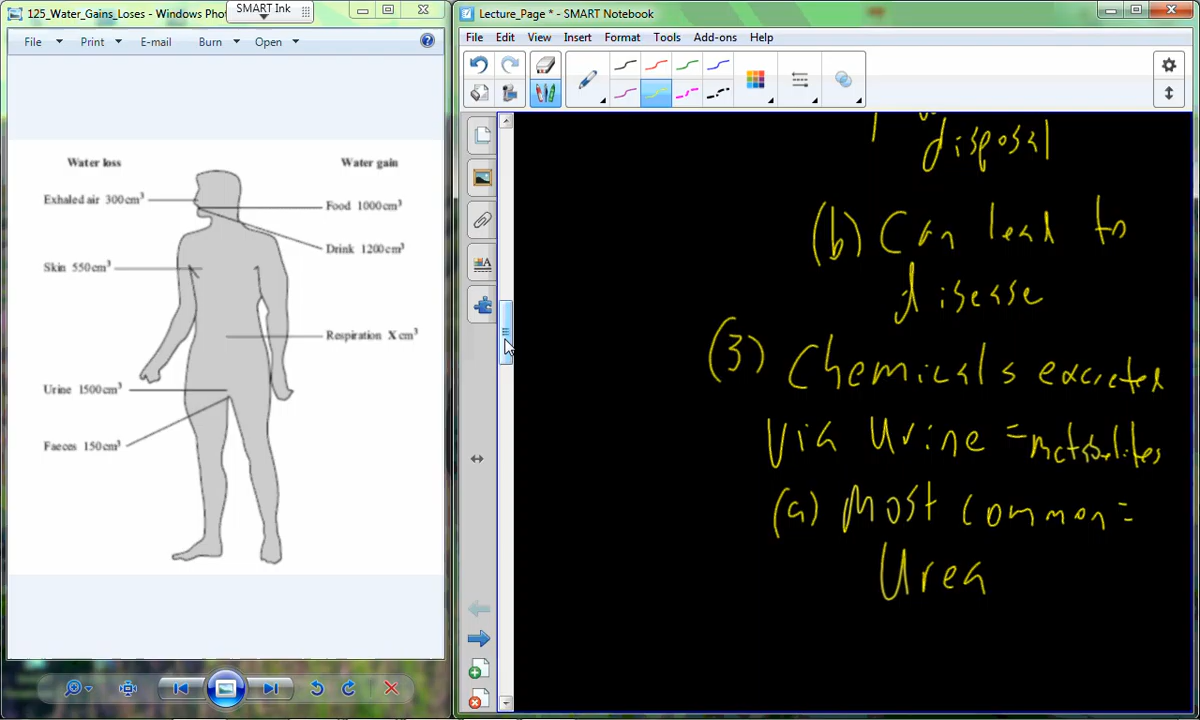 125_Water_Gains_Loses - Windows Pho
SMART Ink
File Print E-mail Burn Open
Water loss Water gain
Exhaled air 300cm³
Food 1000cm³
Drink 1200cm³
Skin 550cm³
Respiration X cm³
Urine 1500cm³
Faeces 150cm³
Lecture_Page * - SMART Notebook
File Edit View Insert Format Tools Add-ons Help
disposal
(b) Can lead to
disease
(3) Chemicals excreted
via Urine = metabolites
(a) Most common =
Urea